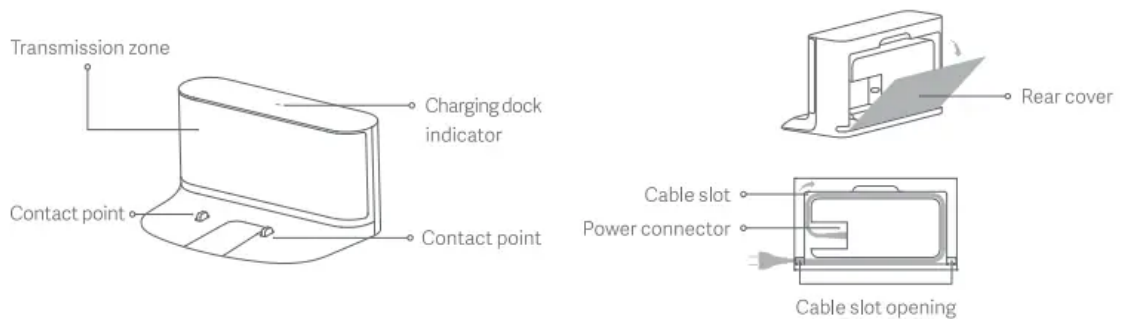 Transmission zone
Charging dock
indicator
Contact point
Contact point
Rear cover
Cable slot
Power connector
Cable slot opening